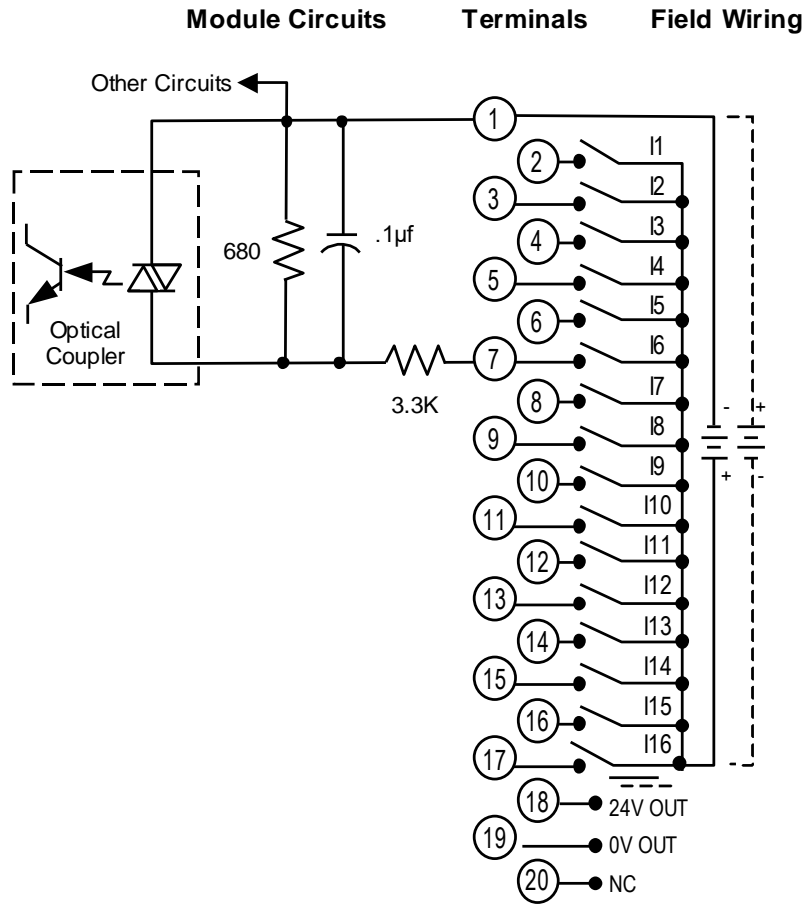 Module Circuits Terminals Field Wiring
Other Circuits
1
2
I1
3
I2
4
I3
5
I4
6
I5
7
I6
8
I7
9
I8
10
I9
11
I10
12
I11
13
I12
14
I13
15
I14
16
I15
17
I16
18
24V OUT
19
0V OUT
20
NC
680
.1µf
3.3K
Optical
Coupler
- +
+ -